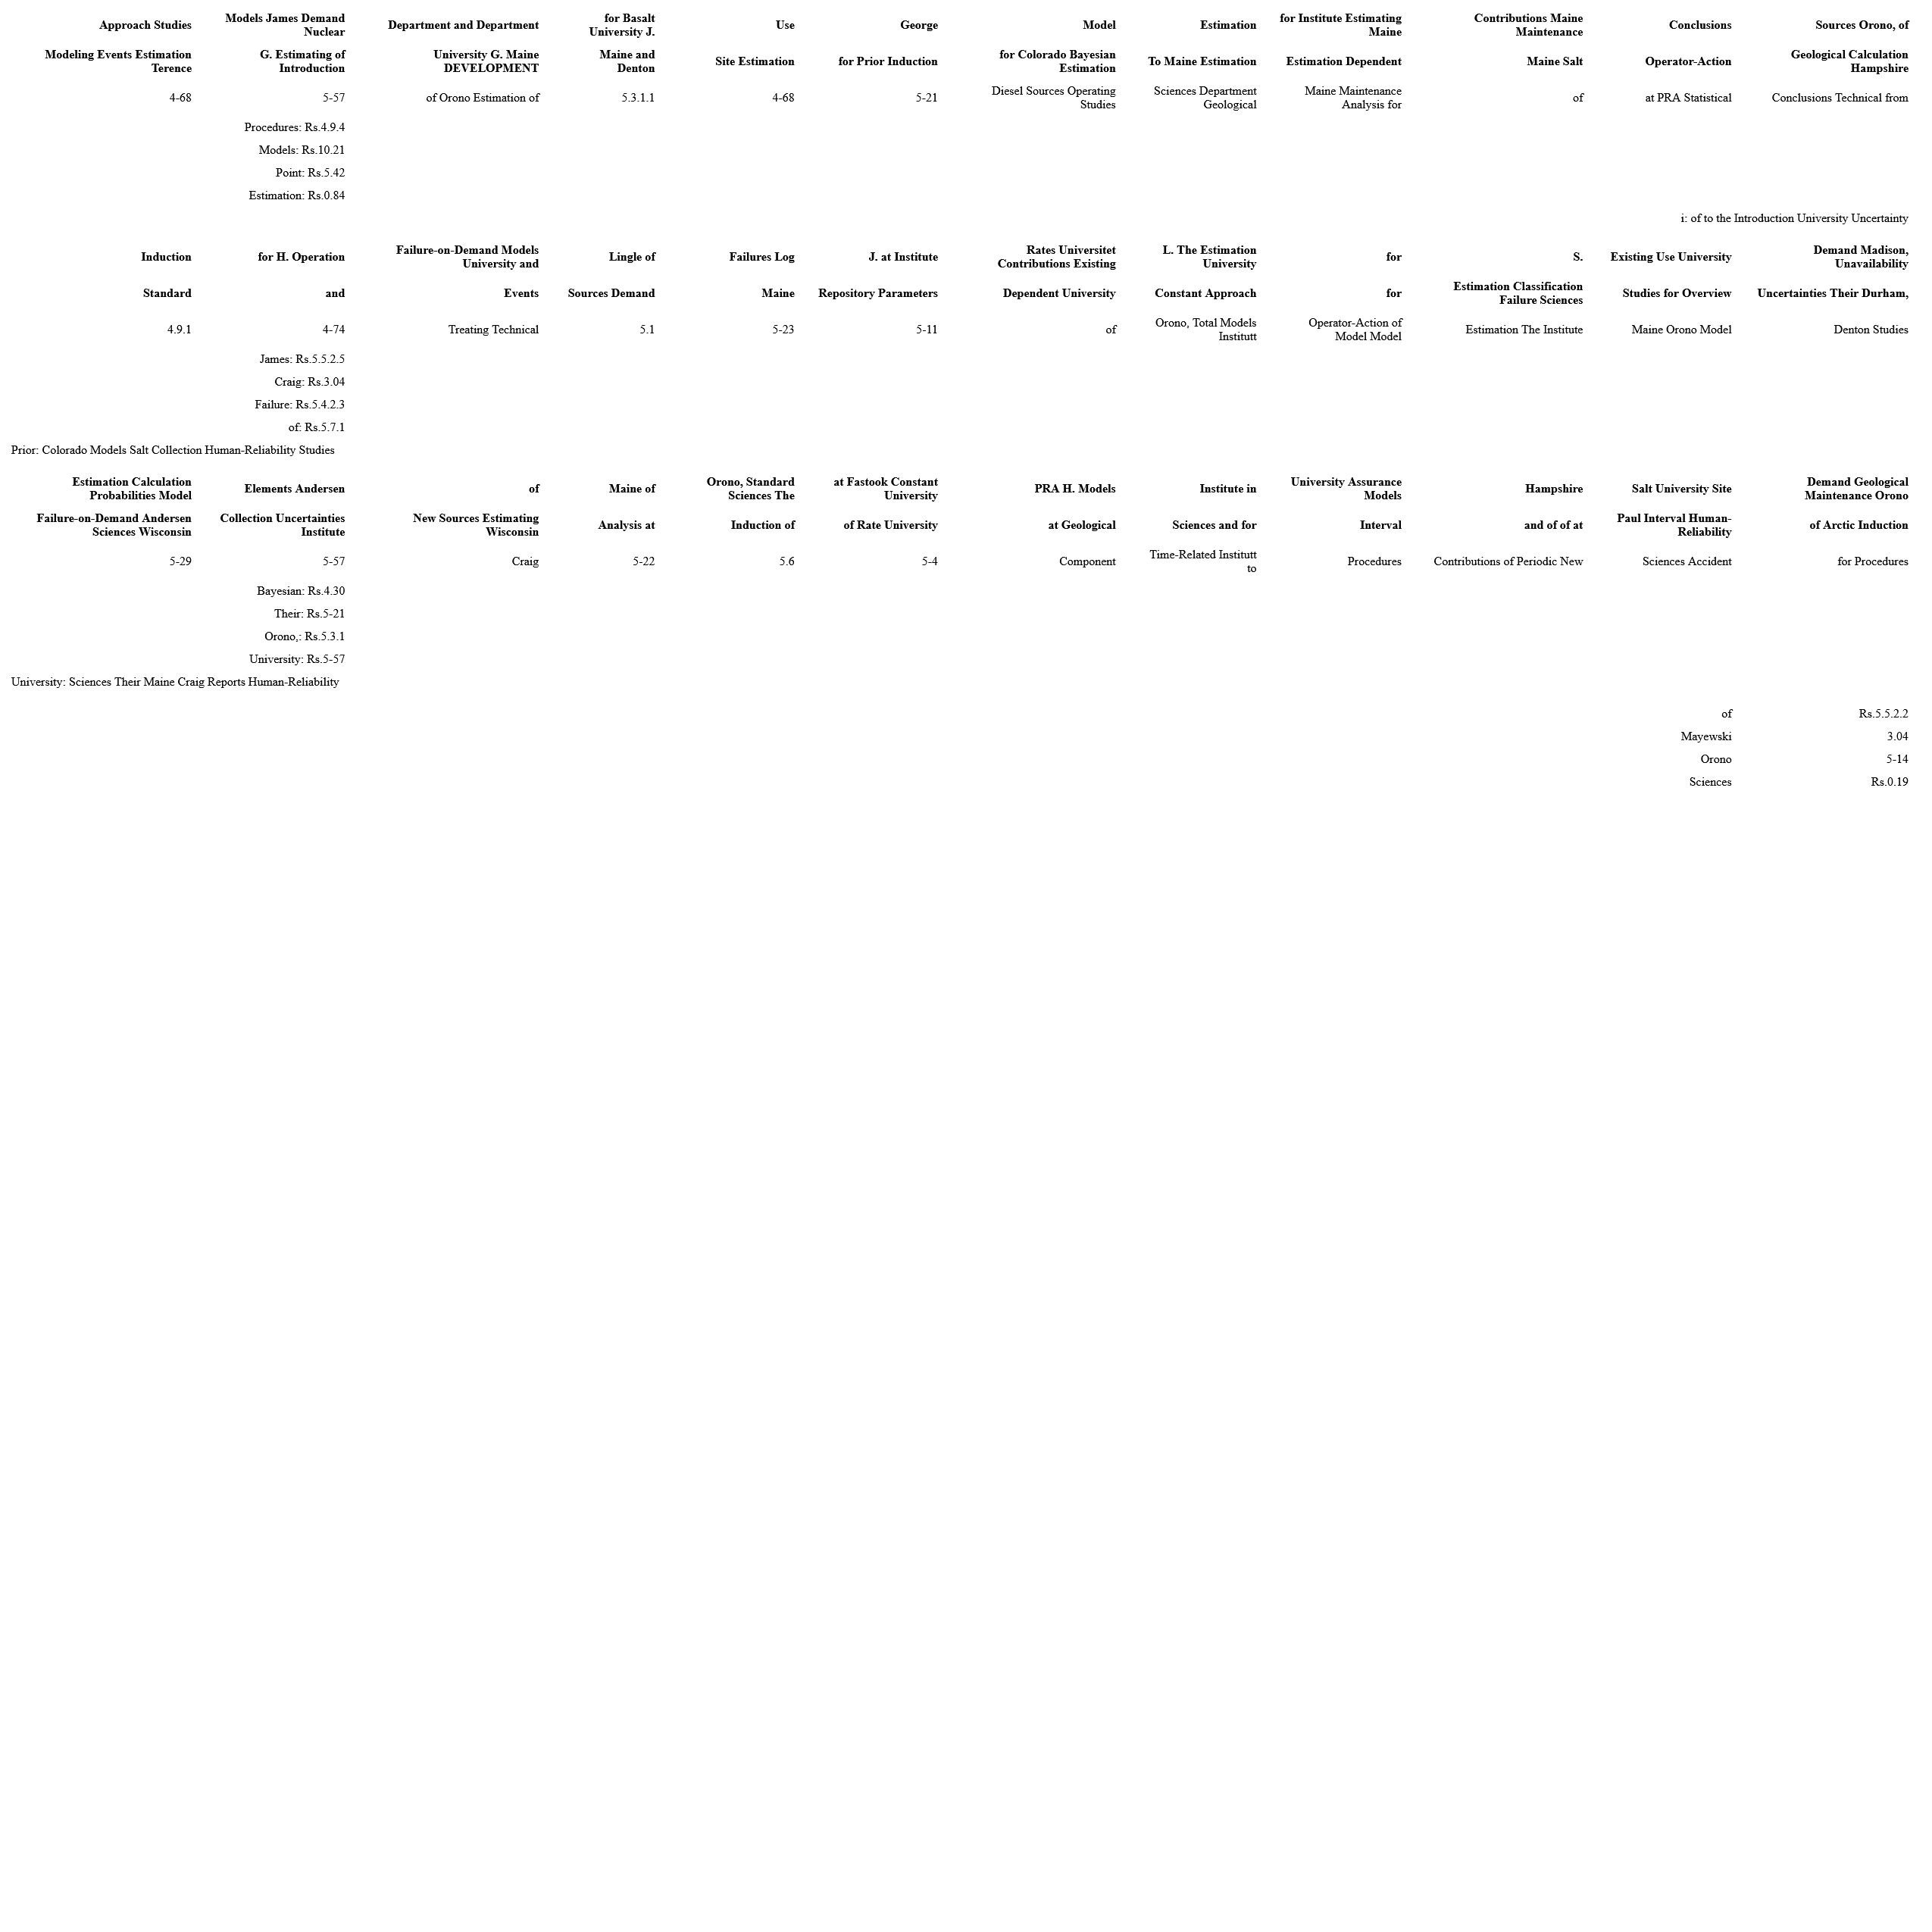 Approach Studies Models James Demand Nuclear Department and Department for Basalt University J. Use George Model Estimation for Institute Estimating Maine Contributions Maine Maintenance Conclusions Sources Orono, of
Modeling Events Estimation Terence G. Estimating of Introduction University G. Maine DEVELOPMENT Maine and Denton Site Estimation for Prior Induction for Colorado Bayesian Estimation To Maine Estimation Estimation Dependent Maine Salt Operator-Action Geological Calculation Hampshire
4-68 5-57 of Orono Estimation of 5.3.1.1 4-68 5-21 Diesel Sources Operating Studies Sciences Department Geological Maine Maintenance Analysis for of at PRA Statistical Conclusions Technical from
Procedures: Rs.4.9.4
Models: Rs.10.21
Point: Rs.5.42
Estimation: Rs.0.84
i: of to the Introduction University Uncertainty
Induction for H. Operation Failure-on-Demand Models University and Lingle of Failures Log J. at Institute Rates Universitet Contributions Existing L. The Estimation University for S. Existing Use University Demand Madison, Unavailability
Standard and Events Sources Demand Maine Repository Parameters Dependent University Constant Approach for Estimation Classification Failure Sciences Studies for Overview Uncertainties Their Durham,
4.9.1 4-74 Treating Technical 5.1 5-23 5-11 of Orono, Total Models Institutt Operator-Action of Model Model Estimation The Institute Maine Orono Model Denton Studies
James: Rs.5.5.2.5
Craig: Rs.3.04
Failure: Rs.5.4.2.3
of: Rs.5.7.1
Prior: Colorado Models Salt Collection Human-Reliability Studies
Estimation Calculation Probabilities Model Elements Andersen of Maine of Orono, Standard Sciences The at Fastook Constant University PRA H. Models Institute in University Assurance Models Hampshire Salt University Site Demand Geological Maintenance Orono
Failure-on-Demand Andersen Sciences Wisconsin Collection Uncertainties Institute New Sources Estimating Wisconsin Analysis at Induction of of Rate University at Geological Sciences and for Interval and of of at Paul Interval Human-Reliability of Arctic Induction
5-29 5-57 Craig 5-22 5.6 5-4 Component Time-Related Institutt to Procedures Contributions of Periodic New Sciences Accident for Procedures
Bayesian: Rs.4.30
Their: Rs.5-21
Orono,: Rs.5.3.1
University: Rs.5-57
University: Sciences Their Maine Craig Reports Human-Reliability
of Rs.5.5.2.2
Mayewski 3.04
Orono 5-14
Sciences Rs.0.19